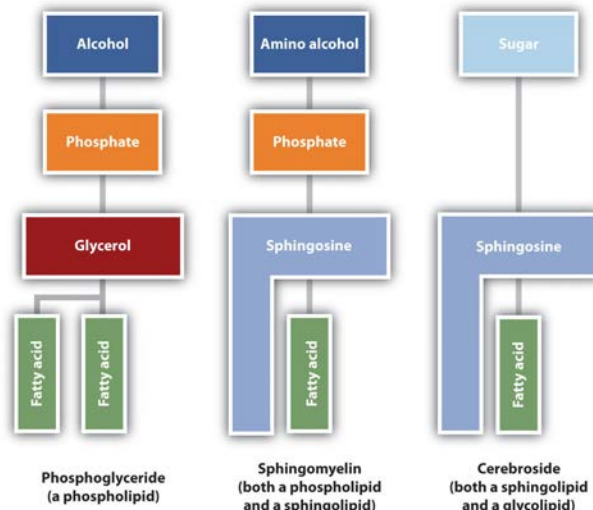 Alcohol
Phosphate
Glycerol
Fatty acid
Fatty acid
Phosphoglyceride
(a phospholipid)
Amino alcohol
Phosphate
Sphingosine
Fatty acid
Sphingomyelin
(both a phospholipid
and a sphingolipid)
Sugar
Sphingosine
Fatty acid
Cerebroside
(both a sphingolipid
and a glycolipid)